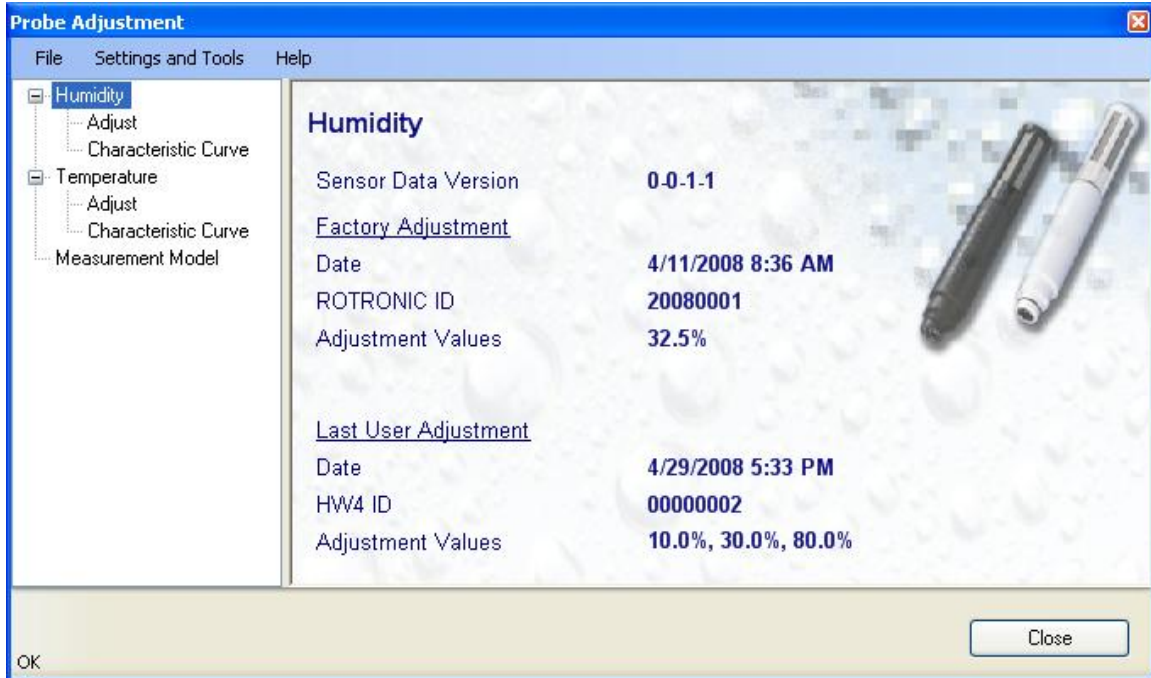 Probe Adjustment
File Settings and Tools Help
Humidity
Adjust
Characteristic Curve
Temperature
Adjust
Characteristic Curve
Measurement Model
Humidity
Sensor Data Version 0-0-1-1
Factory Adjustment
Date 4/11/2008 8:36 AM
ROTRONIC ID 20080001
Adjustment Values 32.5%
Last User Adjustment
Date 4/29/2008 5:33 PM
HW4 ID 00000002
Adjustment Values 10.0%, 30.0%, 80.0%
Close
OK